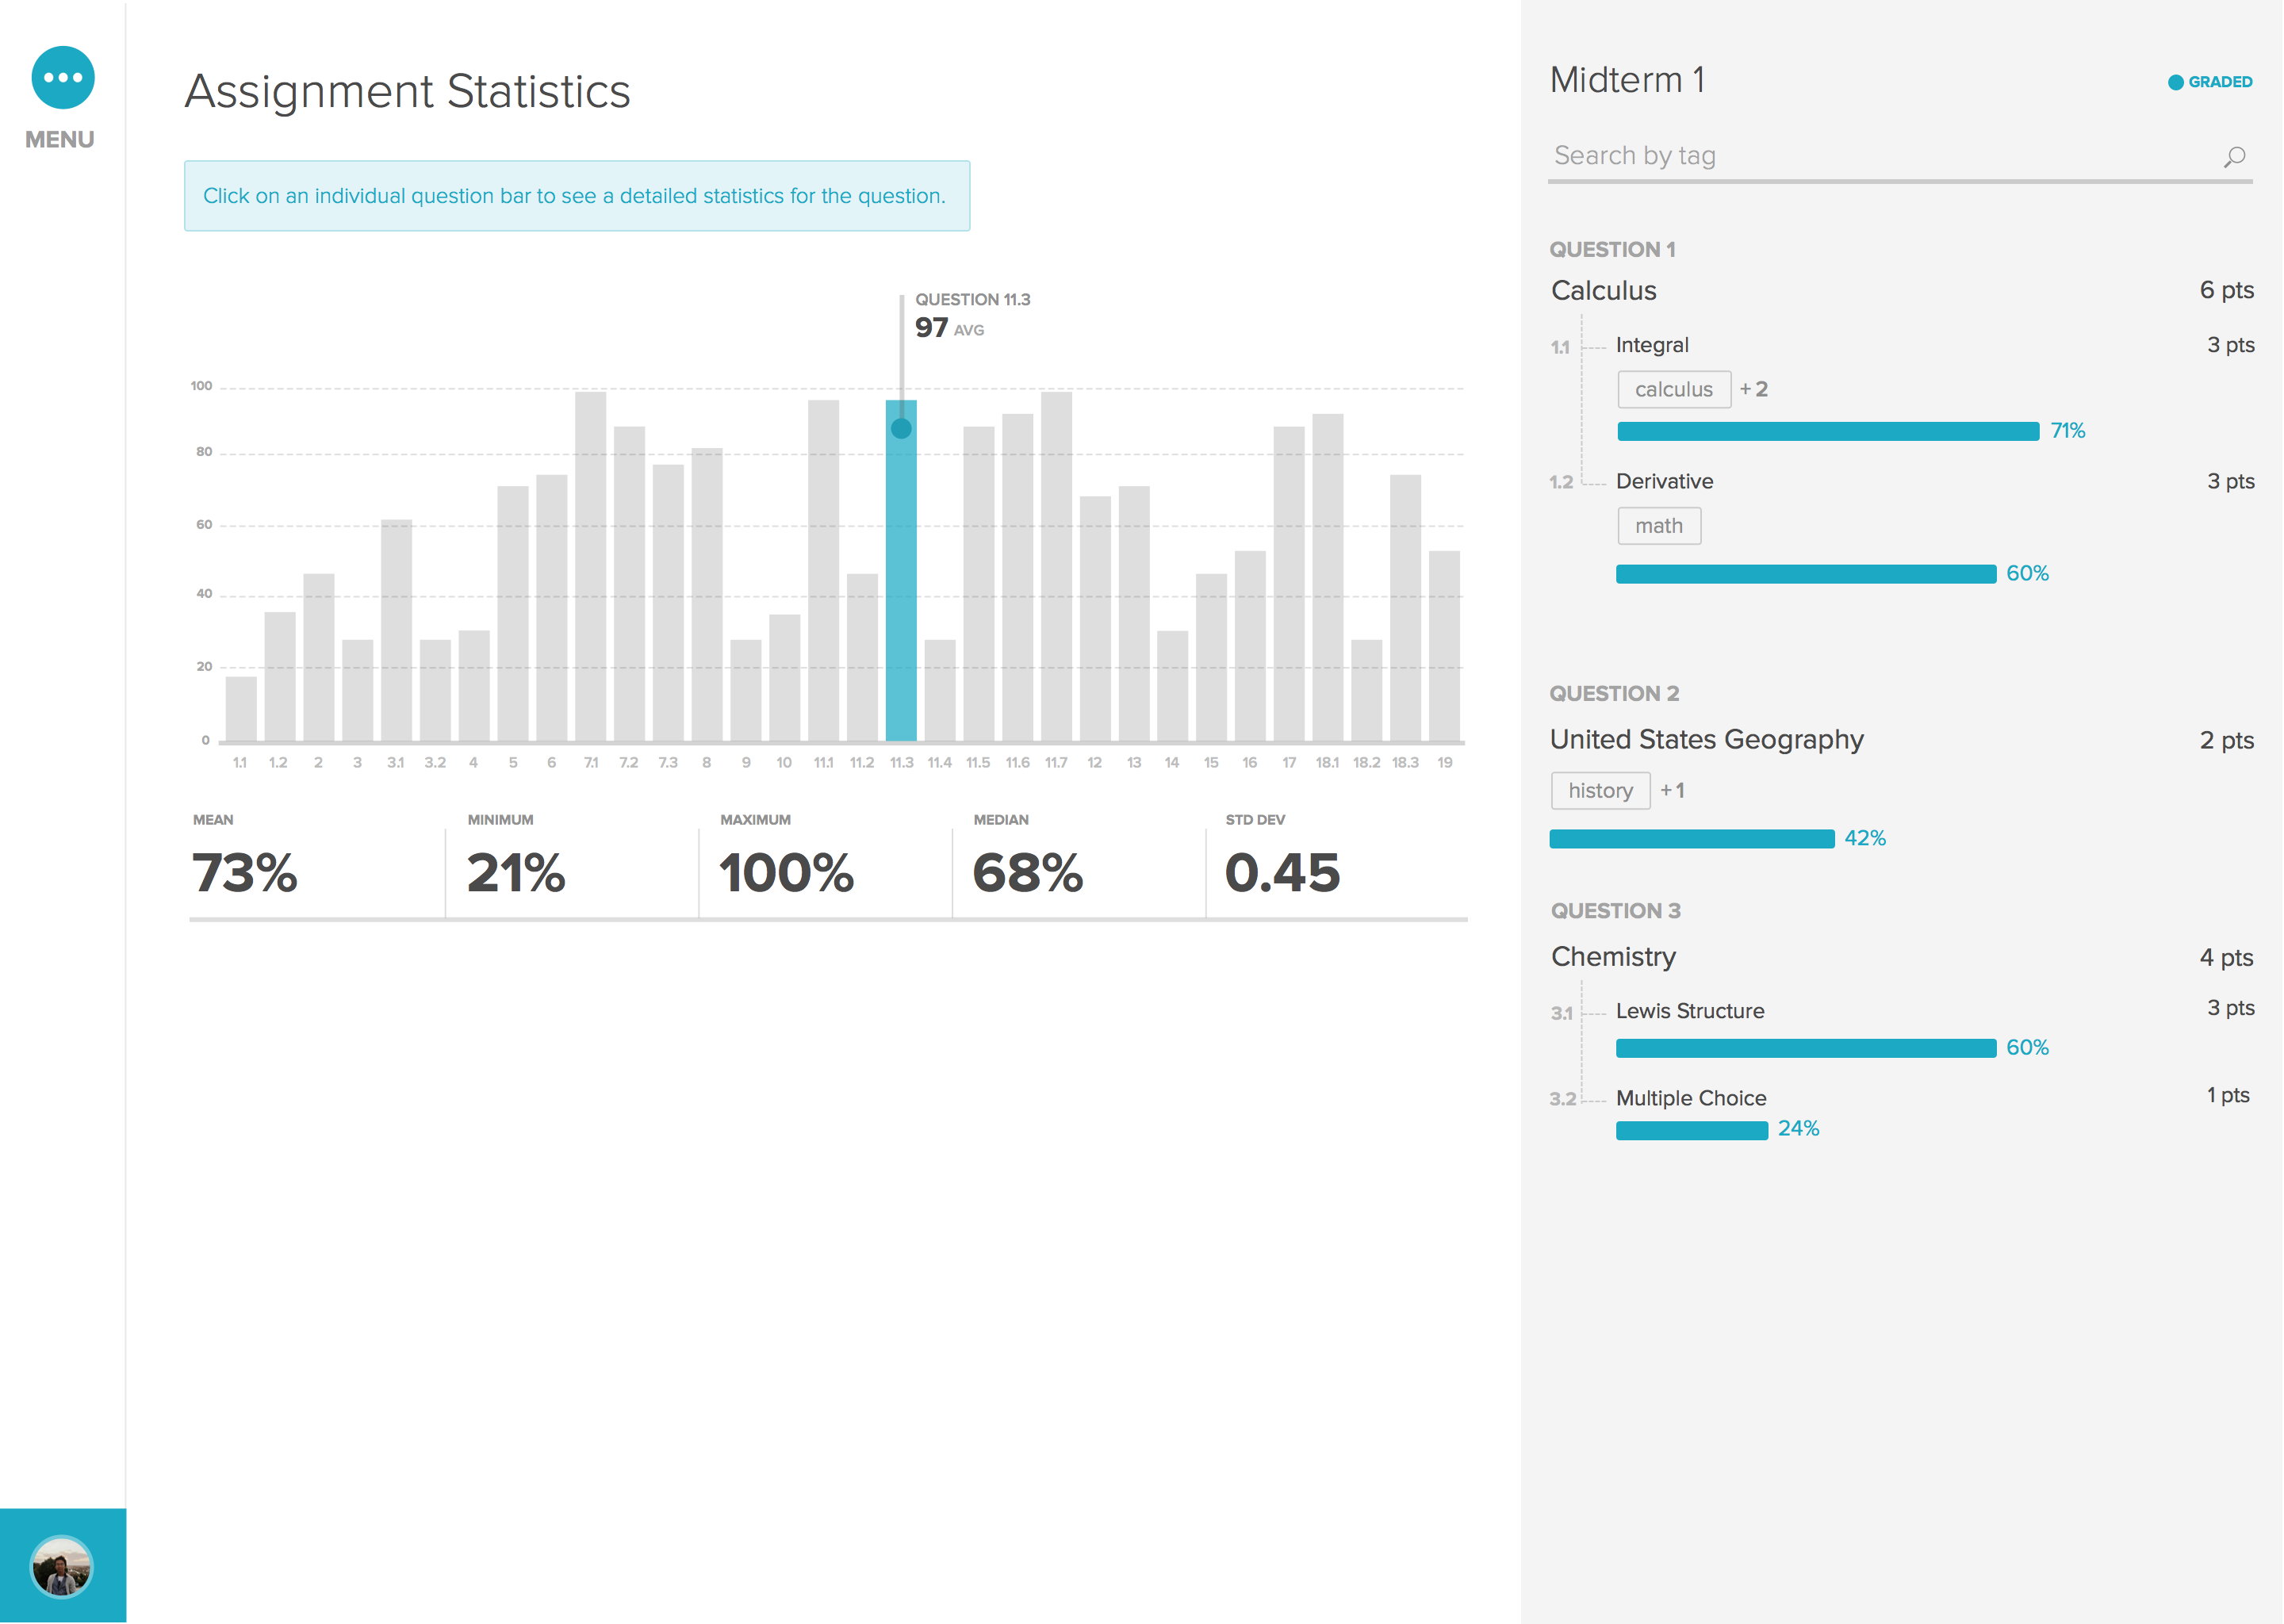 MENU
Assignment Statistics
Click on an individual question bar to see a detailed statistics for the question.
QUESTION 11.3
97 AVG
100
80
60
40
20
0
1.1 1.2 2 3 3.1 3.2 4 5 6 7.1 7.2 7.3 8 9 10 11.1 11.2 11.3 11.4 11.5 11.6 11.7 12 13 14 15 16 17 18.1 18.2 18.3 19
MEAN MINIMUM MAXIMUM MEDIAN STD DEV
73% 21% 100% 68% 0.45
Midterm 1 GRADED
Search by tag
QUESTION 1
Calculus 6 pts
1.1 Integral 3 pts
calculus + 2
71%
1.2 Derivative 3 pts
math
60%
QUESTION 2
United States Geography 2 pts
history + 1
42%
QUESTION 3
Chemistry 4 pts
3.1 Lewis Structure 3 pts
60%
3.2 Multiple Choice 1 pts
24%